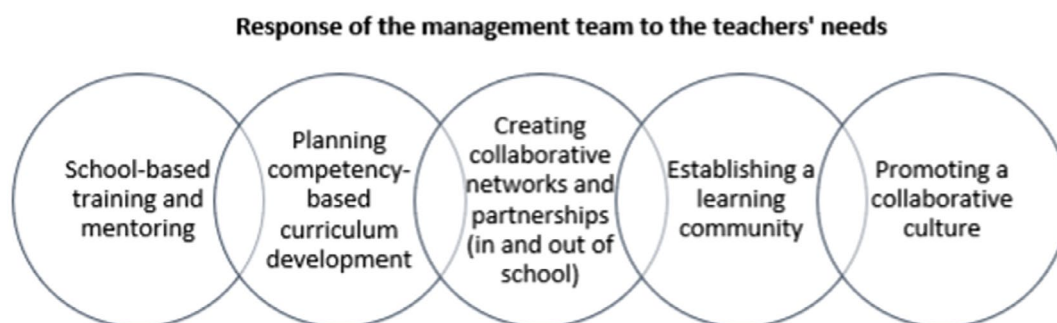 Response of the management team to the teachers' needs
School-based
training and
mentoring
Planning
competency-
based
curriculum
development
Creating
collaborative
networks and
partnerships
(in and out of
school)
Establishing a
learning
community
Promoting a
collaborative
culture